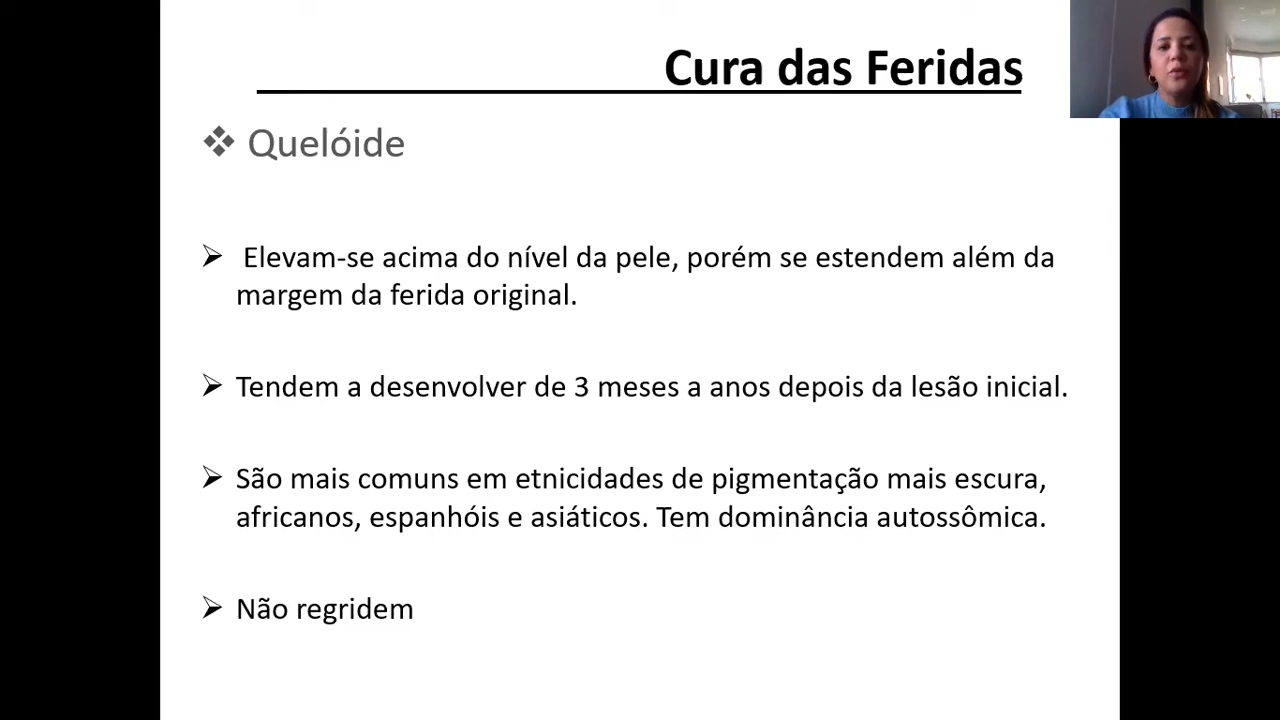 Cura das Feridas
Quelóide
Elevam-se acima do nível da pele, porém se estendem além da
margem da ferida original.
Tendem a desenvolver de 3 meses a anos depois da lesão inicial.
São mais comuns em etnicidades de pigmentação mais escura,
africanos, espanhóis e asiáticos. Tem dominância autossômica.
Não regridem